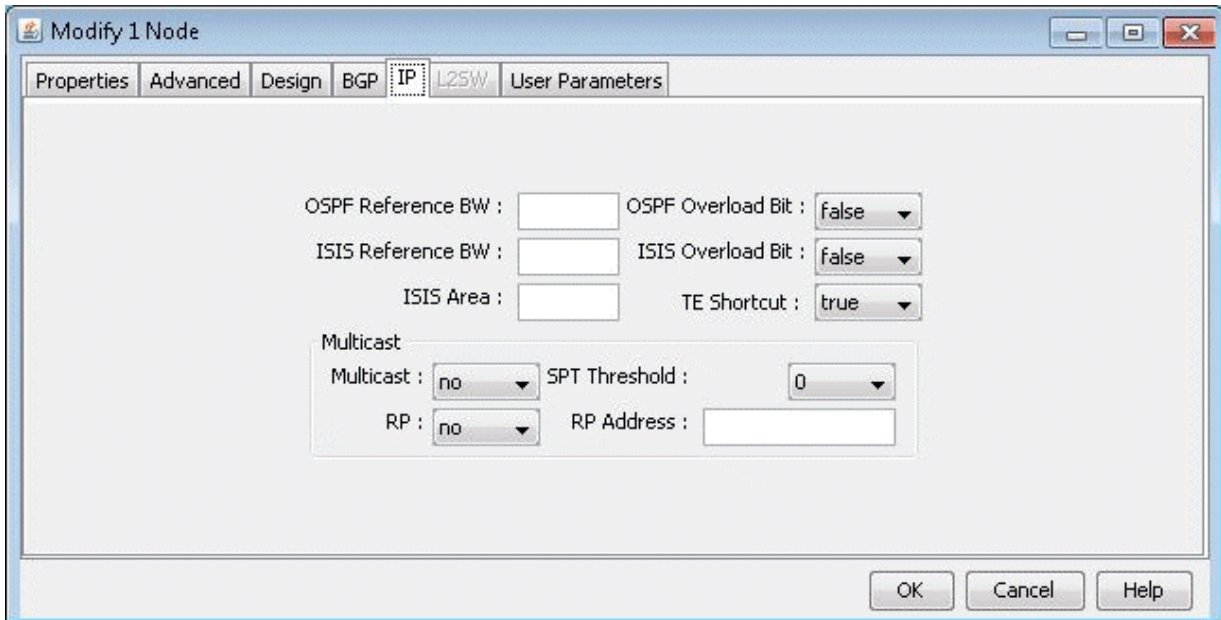 Modify 1 Node
Properties Advanced Design BGP IP L2SW User Parameters
OSPF Reference BW : OSPF Overload Bit : false
ISIS Reference BW : ISIS Overload Bit : false
ISIS Area : TE Shortcut : true
Multicast
Multicast : no SPT Threshold : 0
RP : no RP Address :
OK Cancel Help